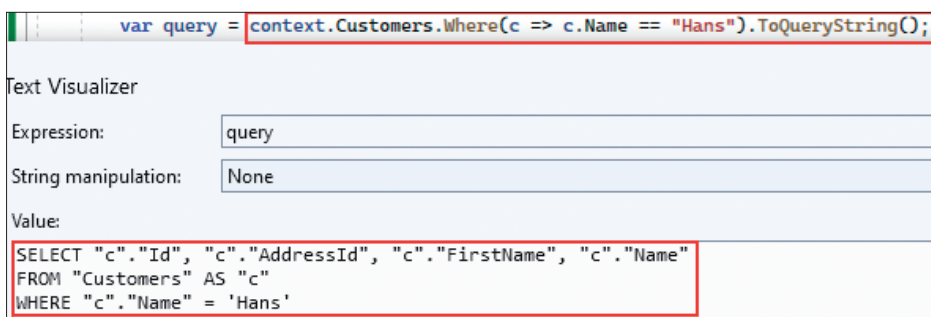 var query = context.Customers.Where(c => c.Name == "Hans").ToQueryString();
Text Visualizer
Expression: query
String manipulation: None
Value:
SELECT "c"."Id", "c"."AddressId", "c"."FirstName", "c"."Name"
FROM "Customers" AS "c"
WHERE "c"."Name" = 'Hans'